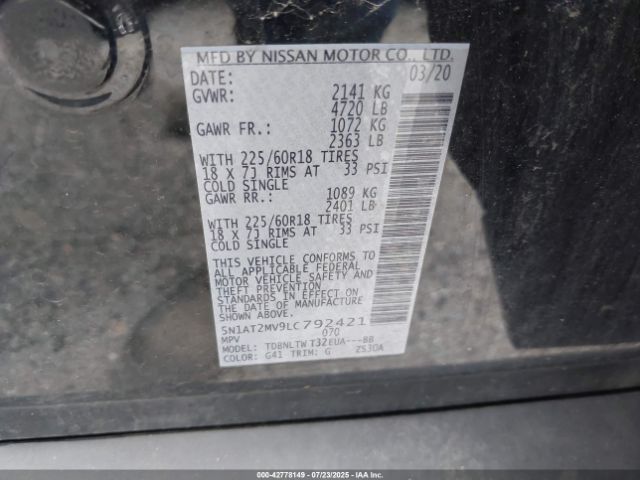 MFD BY NISSAN MOTOR CO., LTD.
DATE: 03/20
GVWR: 2141 KG
4720 LB
GAWR FR.: 1072 KG
2363 LB
WITH 225/60R18 TIRES
18 X 7J RIMS AT 33 PSI
COLD SINGLE
GAWR RR.: 1089 KG
2401 LB
WITH 225/60R18 TIRES
18 X 7J RIMS AT 33 PSI
COLD SINGLE
THIS VEHICLE CONFORMS TO
ALL APPLICABLE FEDERAL
MOTOR VEHICLE SAFETY AND
THEFT PREVENTION
STANDARDS IN EFFECT ON
THE DATE OF MANUFACTURE
SHOWN ABOVE.
5N1AT2MV9LC792421
MPV 070
MODEL: TDBNLTW T32EUA---BB
COLOR: G41 TRIM: G ZS30A
000-42778149 - 07/23/2025 - IAA Inc.